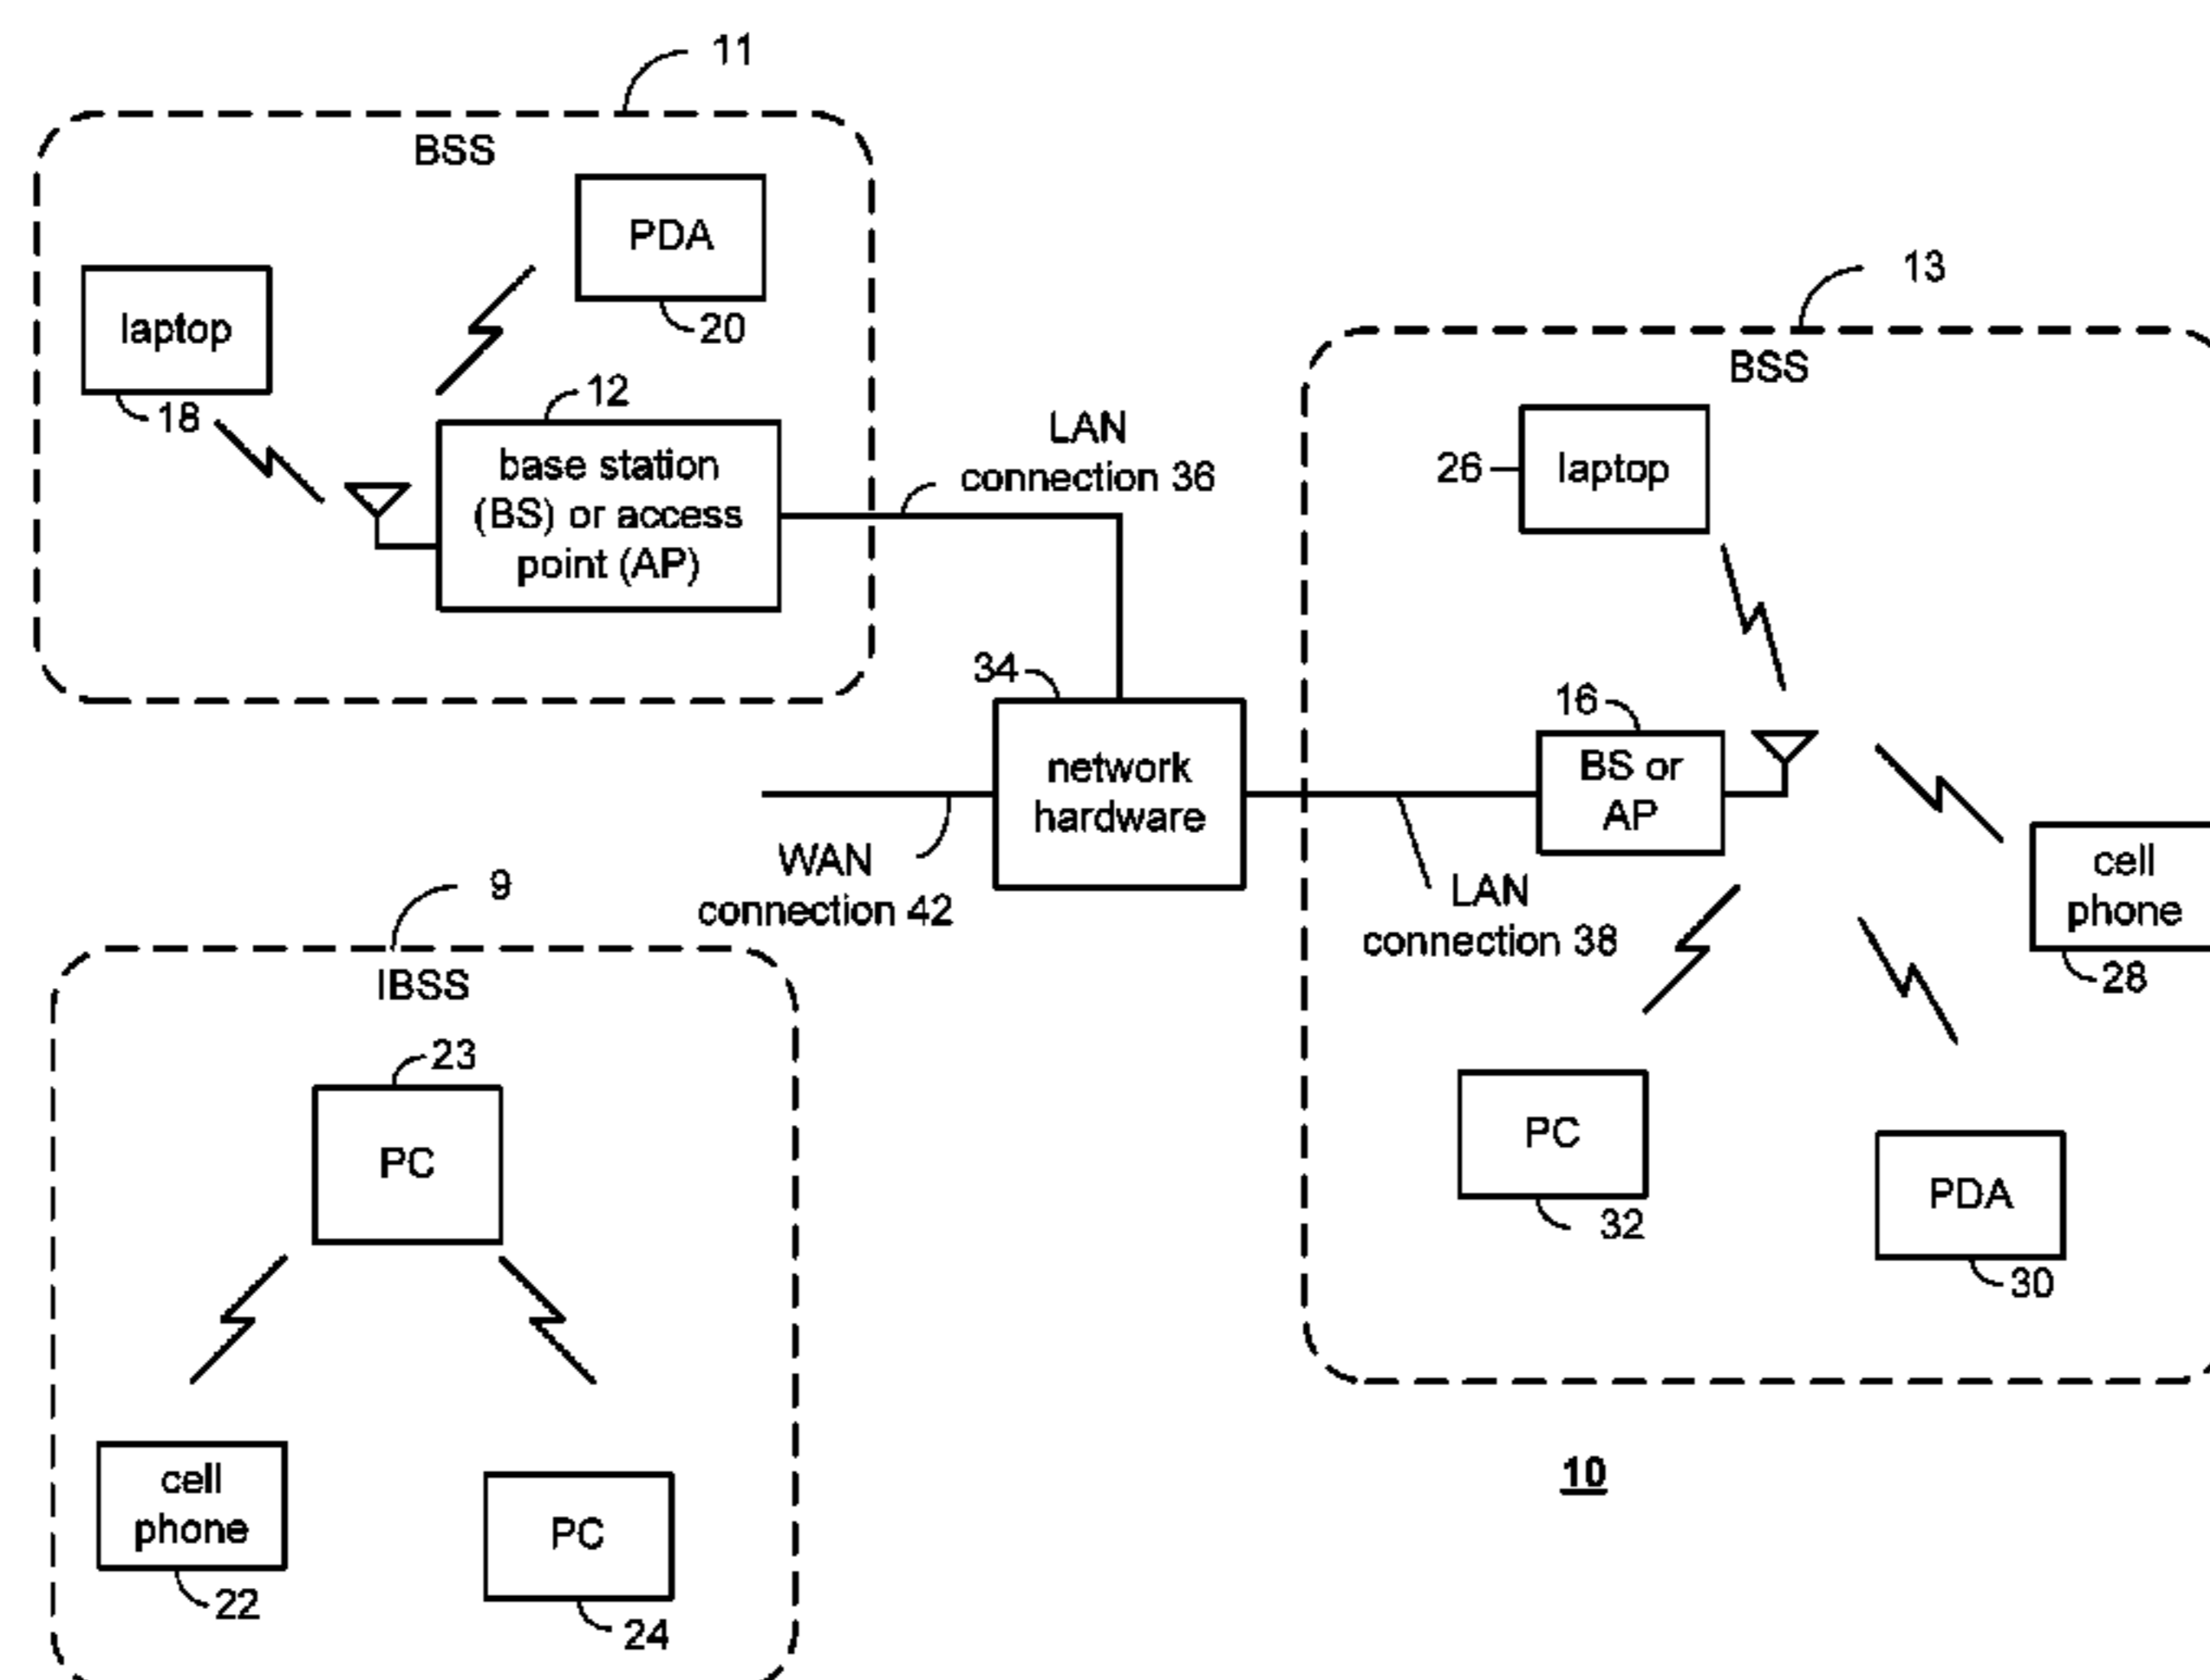 11
BSS
PDA
20
laptop
18
12
base station
(BS) or access
point (AP)
LAN
connection 36
13
BSS
26
laptop
34
network
hardware
16
BS or
AP
WAN
connection 42
LAN
connection 38
cell
phone
28
PC
32
PDA
30
9
IBSS
23
PC
cell
phone
22
PC
24
10